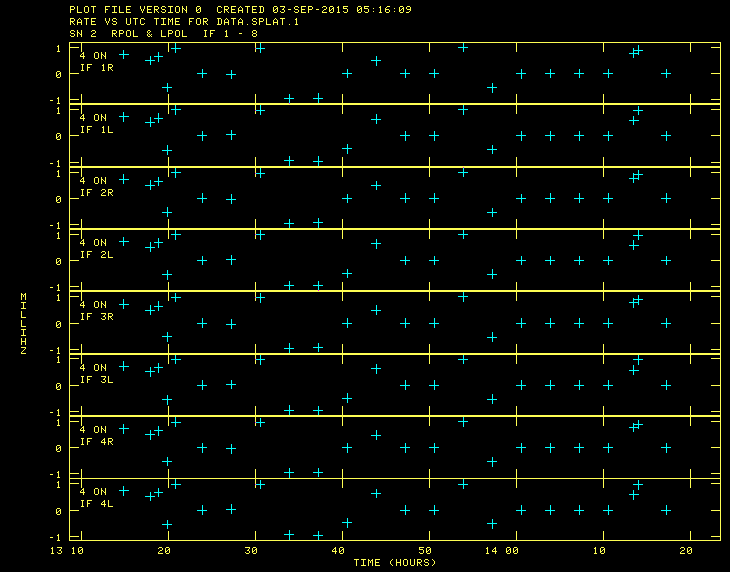 PLOT FILE VERSION 0  CREATED 03-SEP-2015 05:16:09
RATE VS UTC TIME FOR DATA.SPLAT.1
SN 2  RPOL & LPOL  IF 1 - 8
1
4 ON
IF 1R
0
-1
1
4 ON
IF 1L
0
-1
1
4 ON
IF 2R
0
-1
1
4 ON
IF 2L
0
-1
1
4 ON
IF 3R
0
-1
1
4 ON
IF 3L
0
-1
1
4 ON
IF 4R
0
-1
1
4 ON
IF 4L
0
-1
MILLIHZ
13 10 20 30 40 50 14 00 10 20
TIME (HOURS)